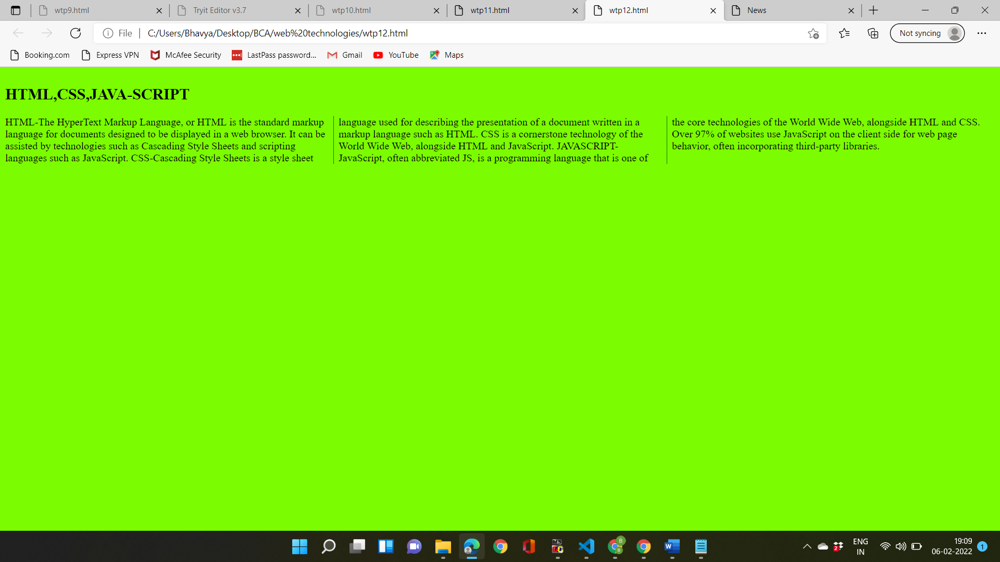 wtp9.html
Tryit Editor v3.7
wtp10.html
wtp11.html
wtp12.html
News
File
C:/Users/Bhavya/Desktop/BCA/web%20technologies/wtp12.html
Not syncing
Booking.com
Express VPN
McAfee Security
LastPass password...
Gmail
YouTube
Maps
HTML,CSS,JAVA-SCRIPT
HTML-The HyperText Markup Language, or HTML is the standard markup
language for documents designed to be displayed in a web browser. It can be
assisted by technologies such as Cascading Style Sheets and scripting
languages such as JavaScript. CSS-Cascading Style Sheets is a style sheet
language used for describing the presentation of a document written in a
markup language such as HTML. CSS is a cornerstone technology of the
World Wide Web, alongside HTML and JavaScript. JAVASCRIPT-
JavaScript, often abbreviated JS, is a programming language that is one of
the core technologies of the World Wide Web, alongside HTML and CSS.
Over 97% of websites use JavaScript on the client side for web page
behavior, often incorporating third-party libraries.
MS
B
B
W
2
ENG
IN
19:09
06-02-2022
1